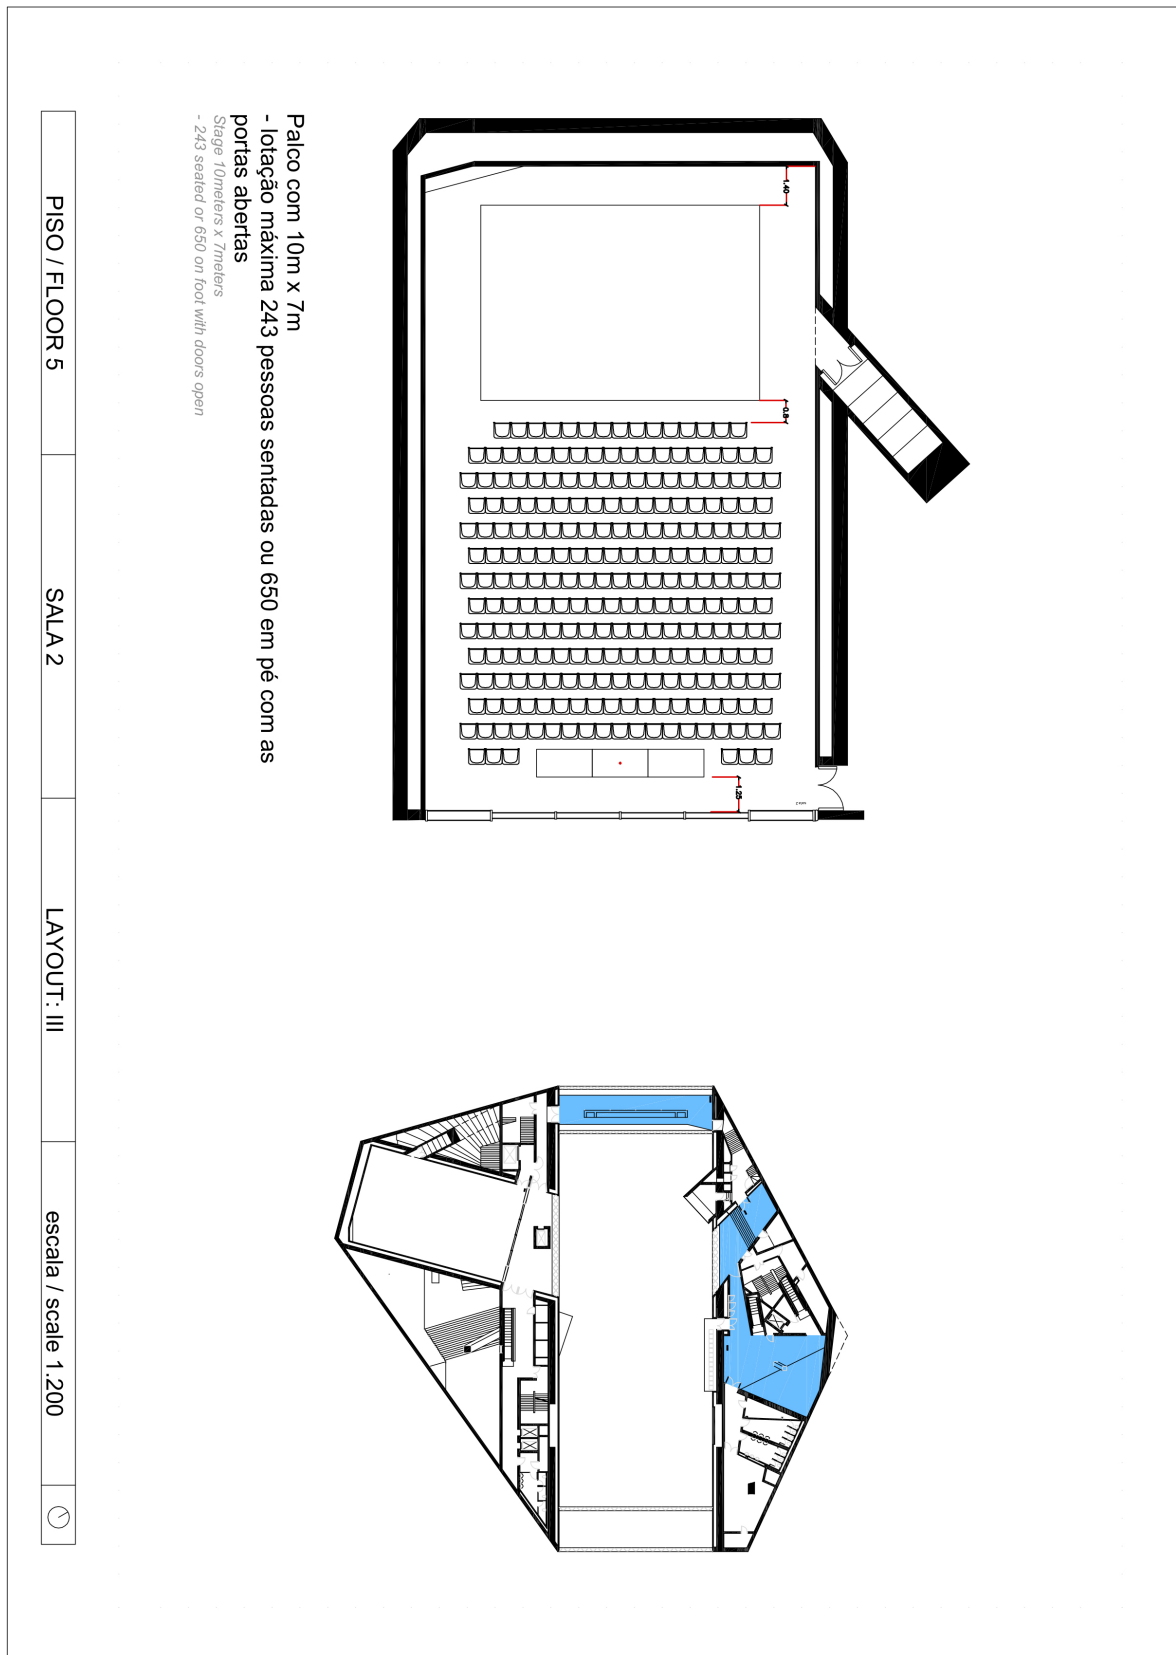 Palco com 10m x 7m
- lotação máxima 243 pessoas sentadas ou 650 em pé com as
portas abertas
Stage 10meters x 7meters
- 243 seated or 650 on foot with doors open
1.40
0.8
1.25
PISO / FLOOR 5
SALA 2
LAYOUT: III
escala / scale 1.200